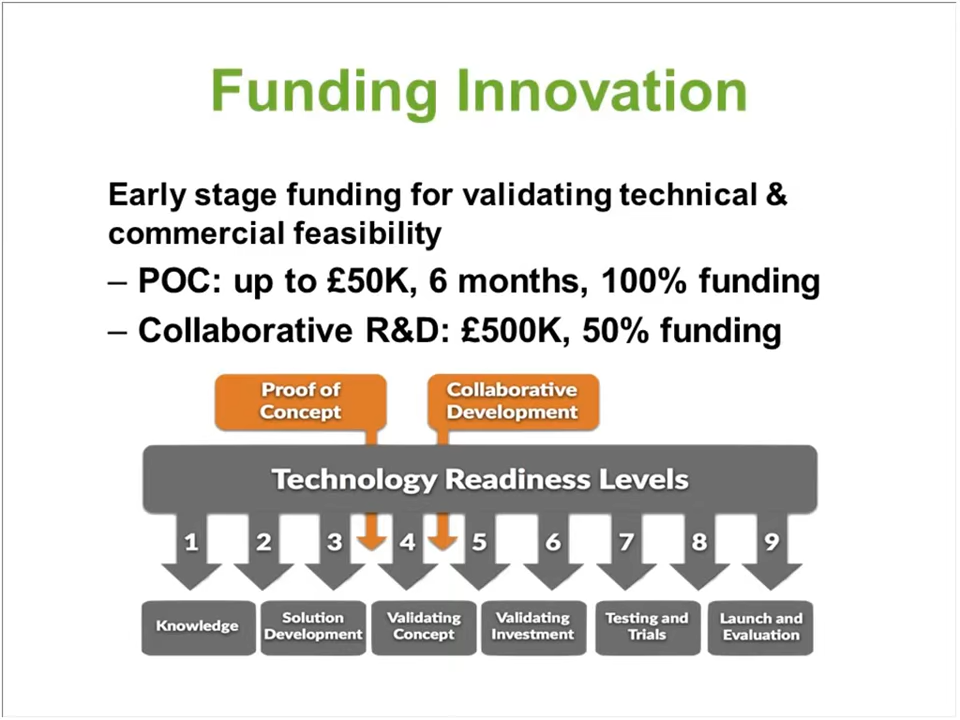 Funding Innovation
Early stage funding for validating technical &
commercial feasibility
– POC: up to £50K, 6 months, 100% funding
– Collaborative R&D: £500K, 50% funding
Proof of
Concept
Collaborative
Development
Technology Readiness Levels
1 2 3 4 5 6 7 8 9
Knowledge
Solution
Development
Validating
Concept
Validating
Investment
Testing and
Trials
Launch and
Evaluation